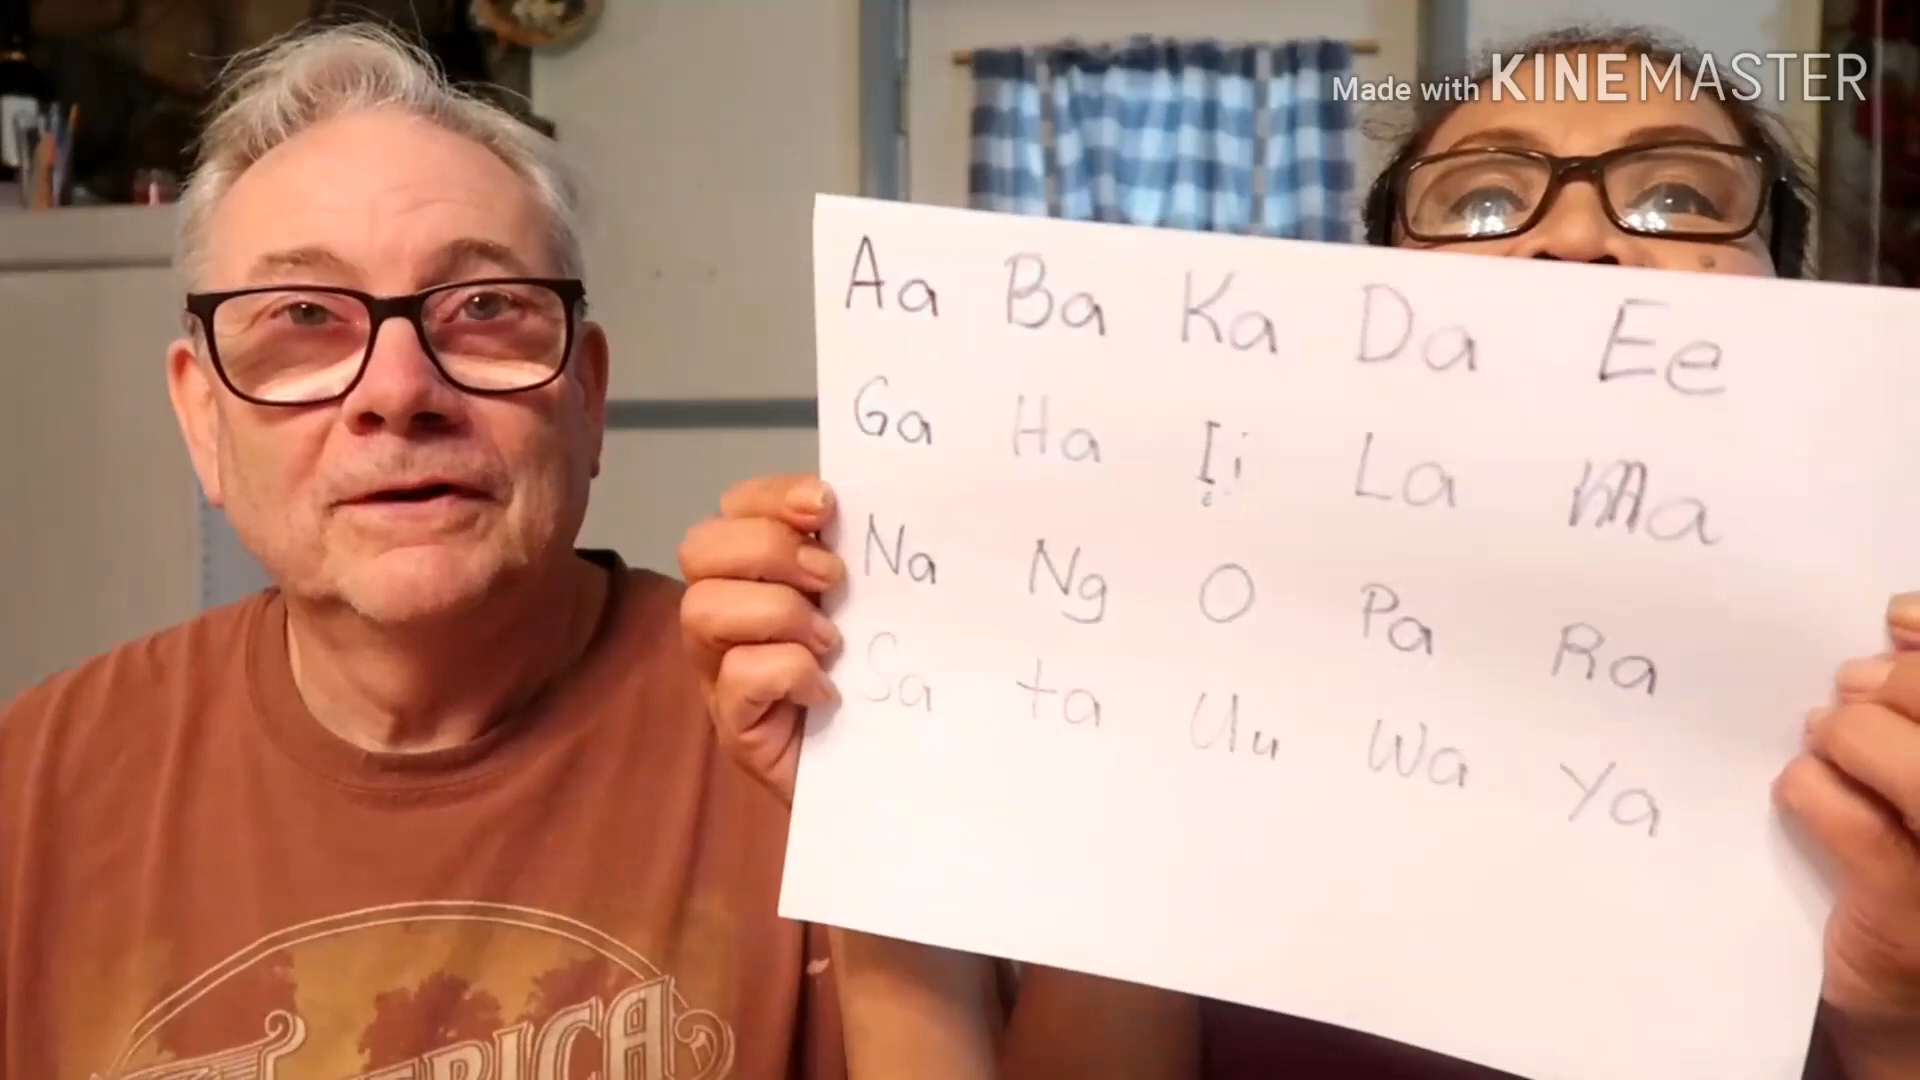 Made with KINEMASTER
Aa Ba Ka Da Ee
Ga Ha Ii La Ma
Na Ng O Pa Ra
Sa ta Uu Wa Ya